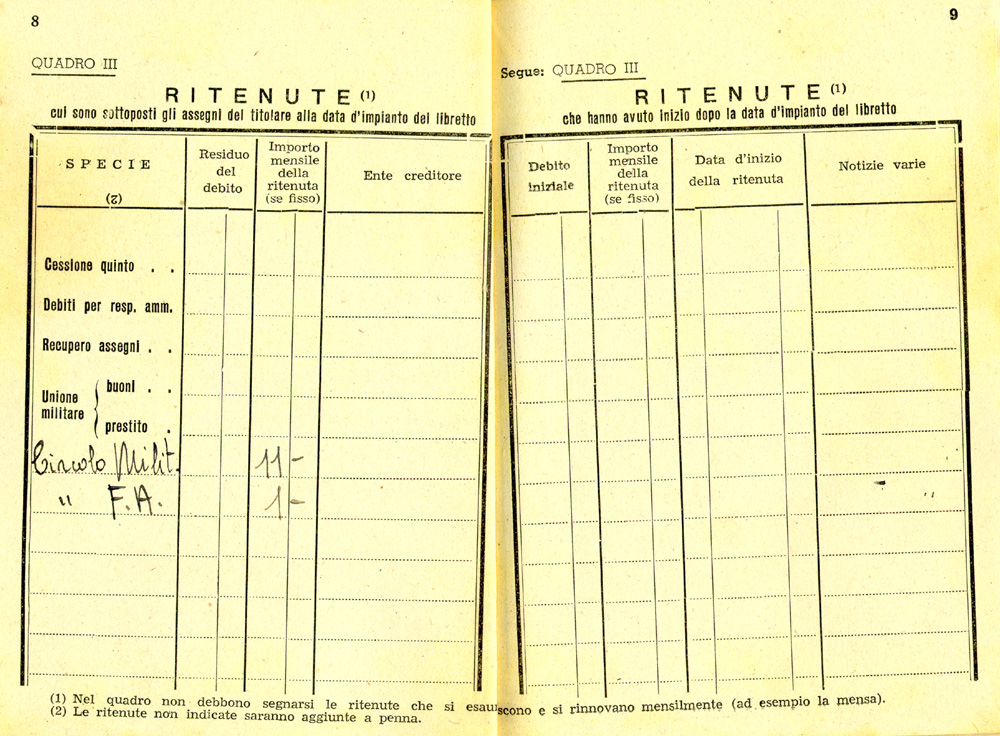 8
QUADRO III
RITENUTE (1)
cui sono sottoposti gli assegni del titolare alla data d'impianto del libretto
SPECIE
(2)
Residuo
del
debito
Importo
mensile
della
ritenuta
(se fisso)
Ente creditore
Cessione quinto . .
Debiti per resp. amm.
Recupero assegni . .
Unione
militare
buoni . .
prestito .
Circolo Milit. 11 –
" F.A. 1 –
9
Segue: QUADRO III
RITENUTE (1)
che hanno avuto inizio dopo la data d'impianto del libretto
Debito
iniziale
Importo
mensile
della
ritenuta
(se fisso)
Data d'inizio
della ritenuta
Notizie varie
(1) Nel quadro non debbono segnarsi le ritenute che si esauiscono e si rinnovano mensilmente (ad esempio la mensa).
(2) Le ritenute non indicate saranno aggiunte a penna.